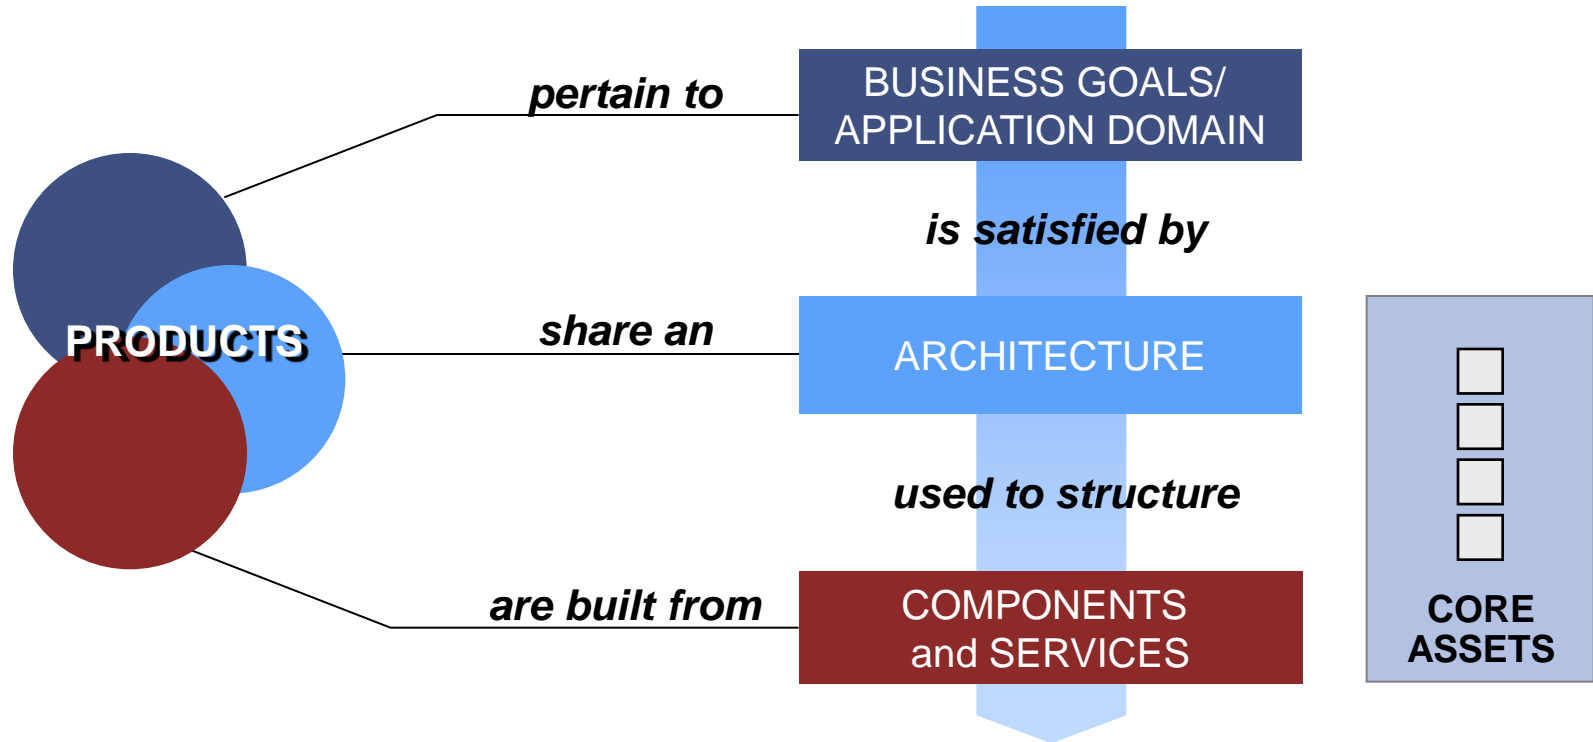 pertain to
BUSINESS GOALS/
APPLICATION DOMAIN
is satisfied by
PRODUCTS
share an
ARCHITECTURE
used to structure
are built from
COMPONENTS
and SERVICES
CORE
ASSETS